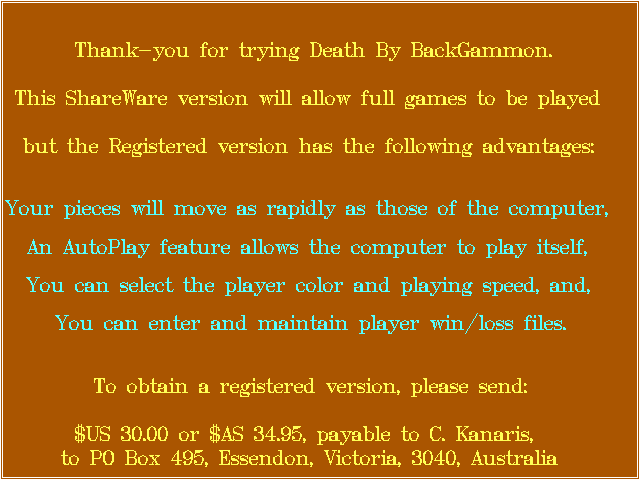 Thank-you for trying Death By BackGammon.
This ShareWare version will allow full games to be played
but the Registered version has the following advantages:
Your pieces will move as rapidly as those of the computer,
An AutoPlay feature allows the computer to play itself,
You can select the player color and playing speed, and,
You can enter and maintain player win/loss files.
To obtain a registered version, please send:
$US 30.00 or $AS 34.95, payable to C. Kanaris,
to PO Box 495, Essendon, Victoria, 3040, Australia